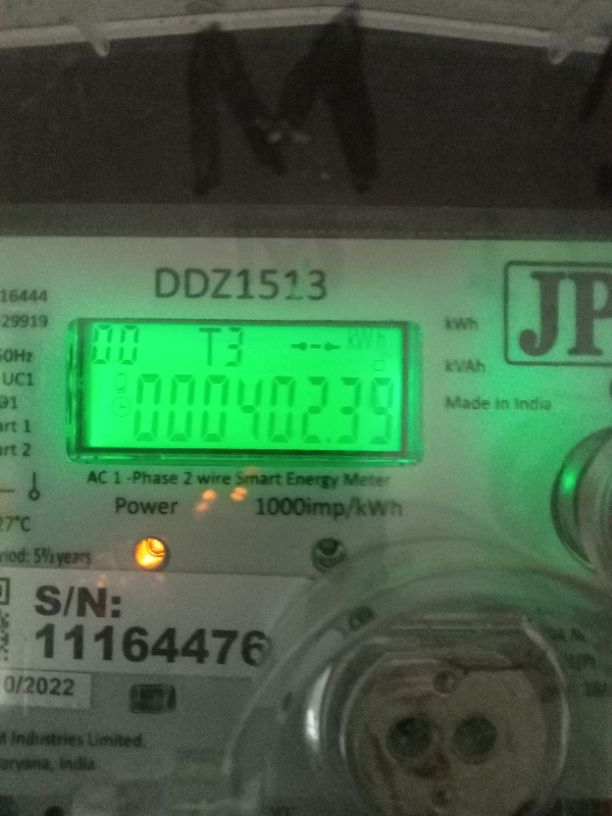 M
DDZ1513
16444
29919
50Hz
UC1
00 T3 kWh
000402.39
kWh
kVAh
Made In India
JP
art 1
art 2
AC 1 -Phase 2 wire Smart Energy Meter
Power 1000imp/kWh
27°C
riod: 5½ years
S/N:
11164476
0/2022
M Industries Limited.
aryana, India